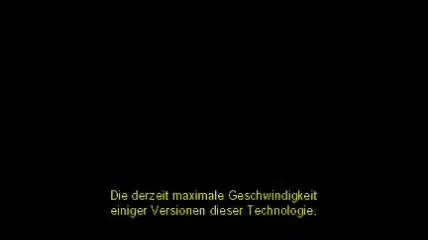 Die derzeit maximale Geschwindigkeit
einiger Versionen dieser Technologie.